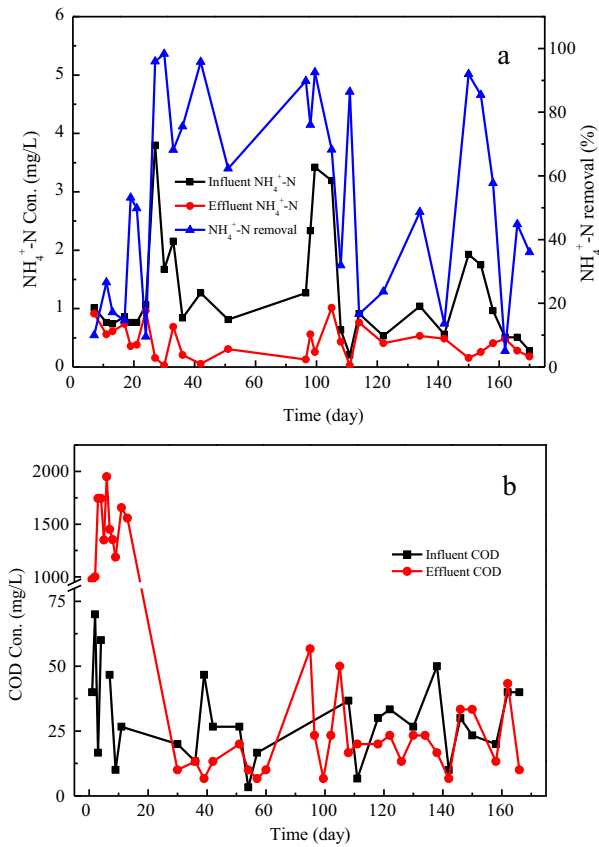 a
6
5
4
3
2
1
0
100
80
60
40
20
0
NH₄⁺-N Con. (mg/L)
NH₄⁺-N removal (%)
Influent NH₄⁺-N
Effluent NH₄⁺-N
NH₄⁺-N removal
0 20 40 60 80 100 120 140 160
Time (day)
b
2000
1750
1500
1250
1000
75
50
25
0
COD Con. (mg/L)
Influent COD
Effluent COD
0 20 40 60 80 100 120 140 160
Time (day)